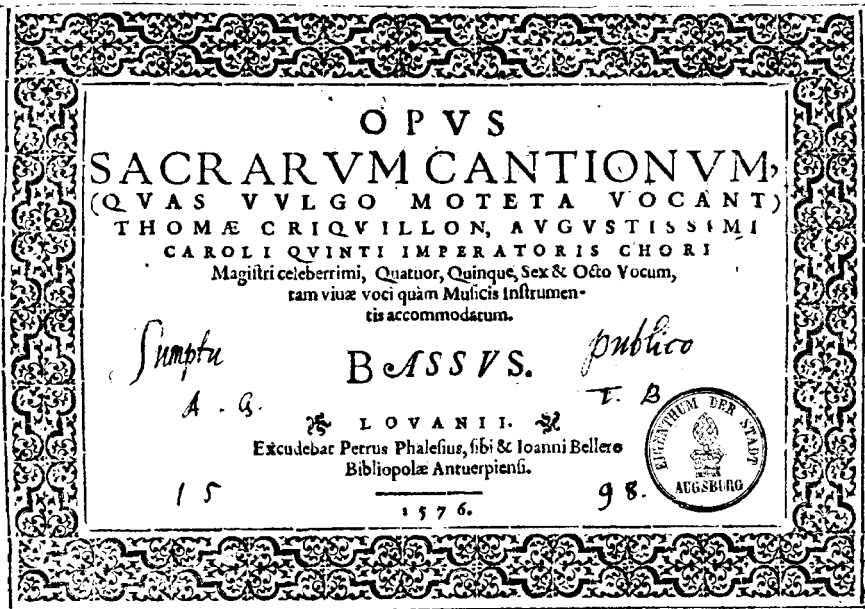 OPVS
SACRARVM CANTIONVM,
(QVAS VVLGO MOTETA VOCANT)
THOMÆ CRIQVILLON, AVGVSTISSIMI
CAROLI QVINTI IMPERATORIS CHORI
Magiſtri celeberrimi, Quatuor, Quinque, Sex & Octo Vocum,
tam viuæ voci quàm Muſicis Inſtrumen-
tis accommodatum.
Sumptu publico
BASSVS.
A . G. T. B
LOVANII.
Excudebat Petrus Phaleſius, ſibi & Ioanni Bellero
Bibliopolæ Antuerpienſi.
15 98.
1576.
EIGENTHUM DER STADT
AUGSBURG